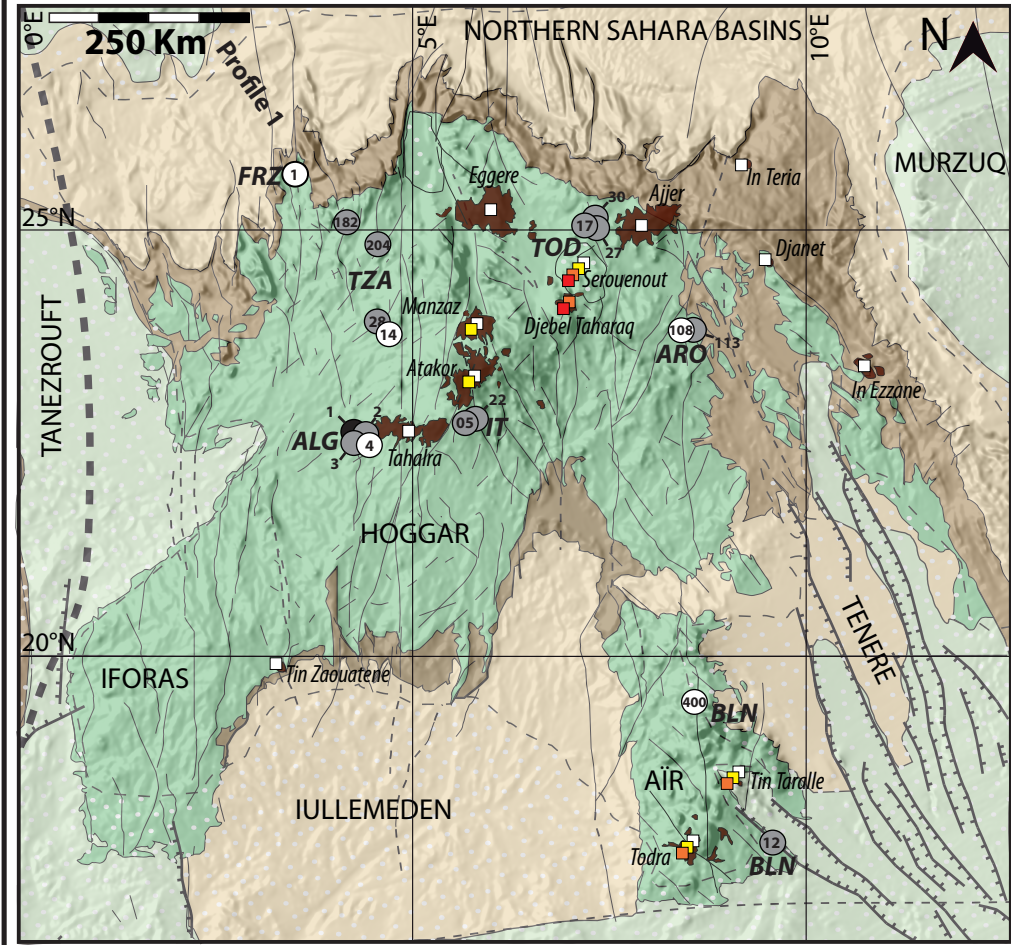 0°E
5°E
NORTHERN SAHARA BASINS
10°E
N
250 Km
Profile 1
MURZUQ
In Teria
FRZ
1
Eggere
Ajjer
30
25°N
182
17
204
TOD
27
Djanet
TZA
Serouenout
TANEZROUFT
Manzaz
28
14
Djebel Taharaq
108
113
ARO
Atakor
In Ezzane
22
1
2
05
IT
ALG
4
3
Tahalra
HOGGAR
TENERE
20°N
IFORAS
Tin Zaouatene
400
BLN
AÏR
Tin Taralle
IULLEMEDEN
12
Todra
BLN